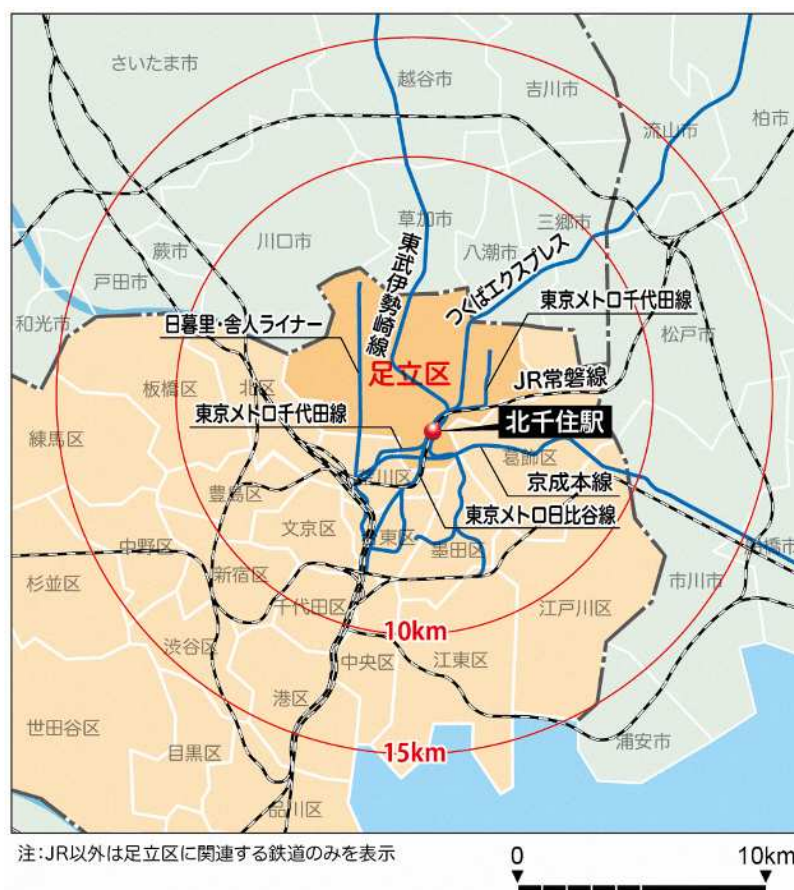 さいたま市
越谷市
吉川市
流山市
柏市
川口市
草加市
三郷市
蕨市
八潮市
戸田市
和光市
東武伊勢崎線
つくばエクスプレス
東京メトロ千代田線
日暮里・舎人ライナー
松戸市
足立区
JR常磐線
板橋区
北区
東京メトロ千代田線
北千住駅
練馬区
葛飾区
京成本線
豊島区
東京メトロ日比谷線
文京区
墨田区
中野区
杉並区
新宿区
市川市
千代田区
江戸川区
10km
渋谷区
中央区
江東区
港区
世田谷区
目黒区
15km
浦安市
品川区
注:JR以外は足立区に関連する鉄道のみを表示
0
10km